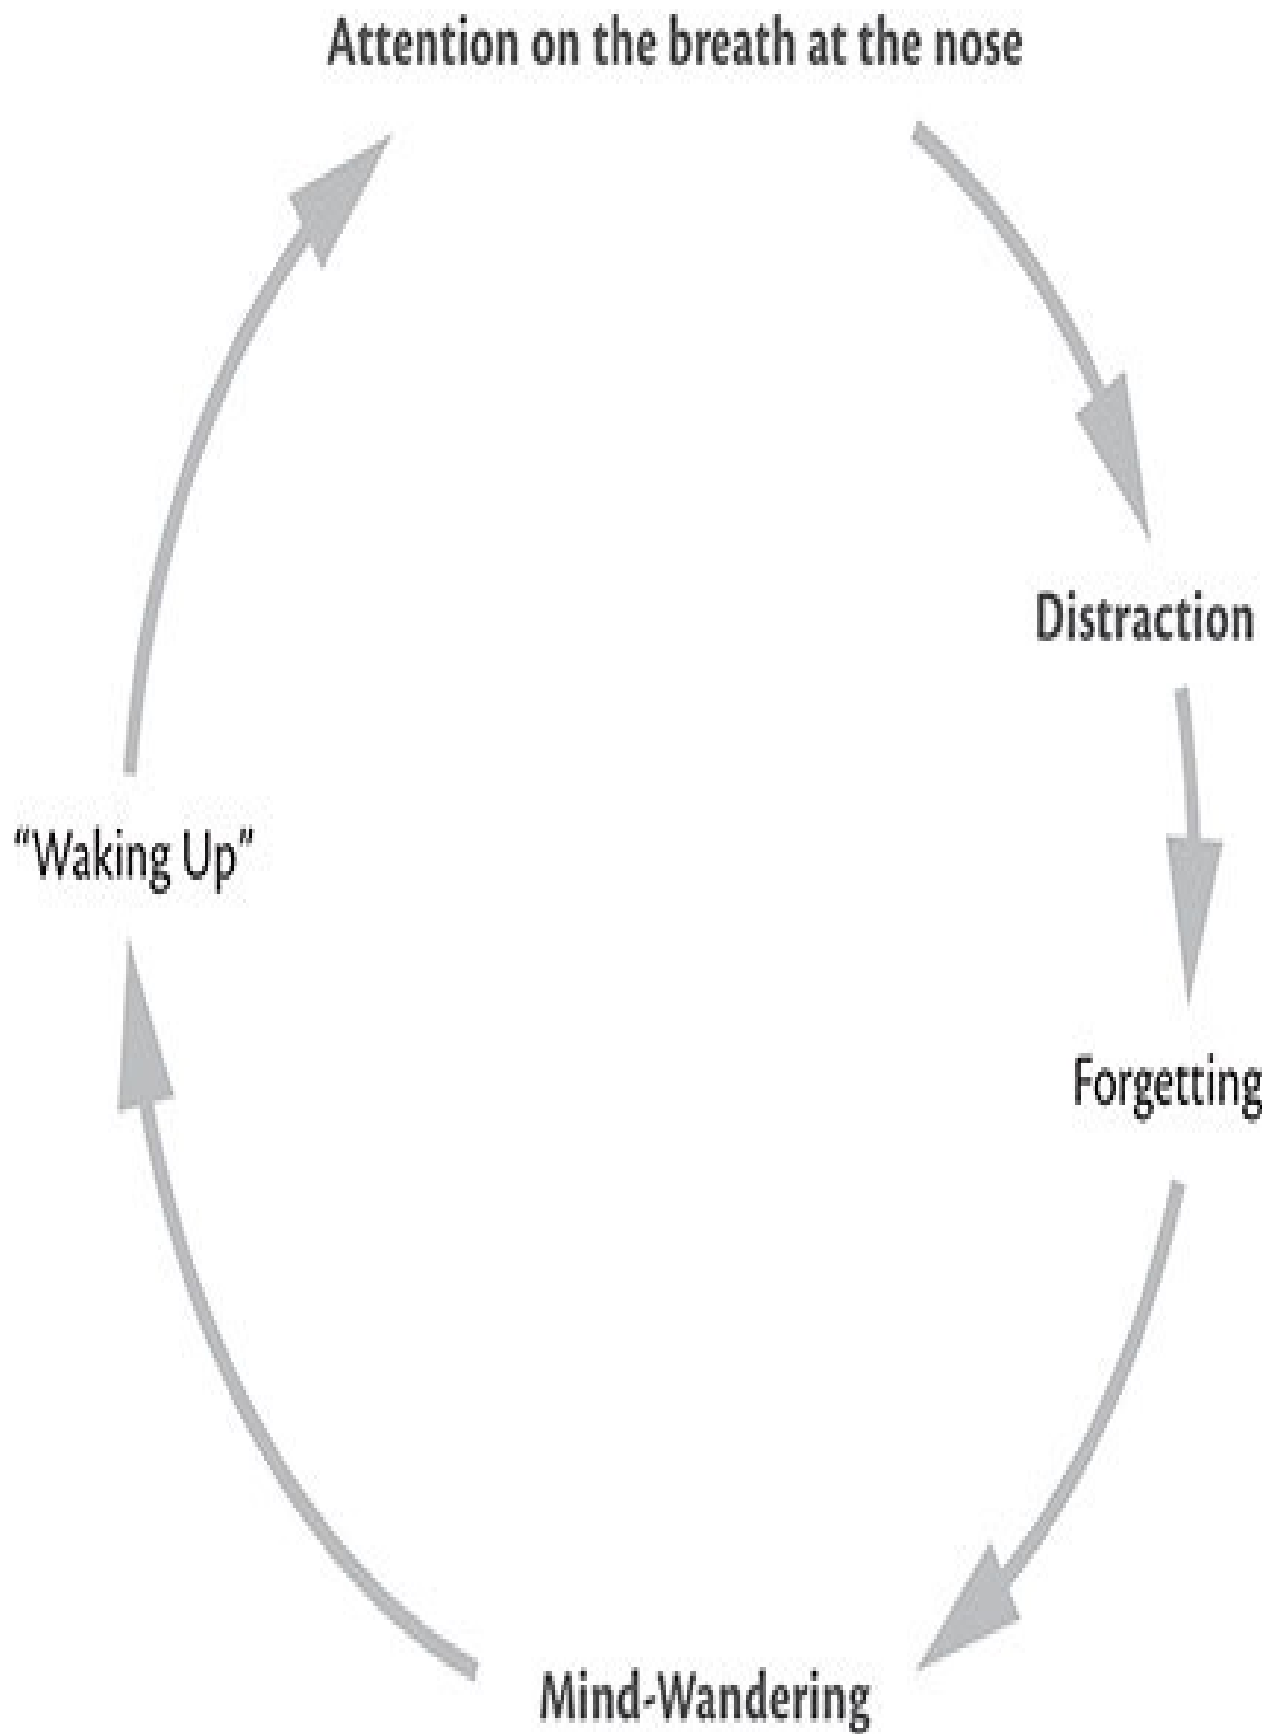 Attention on the breath at the nose
Distraction
Forgetting
Mind-Wandering
“Waking Up”